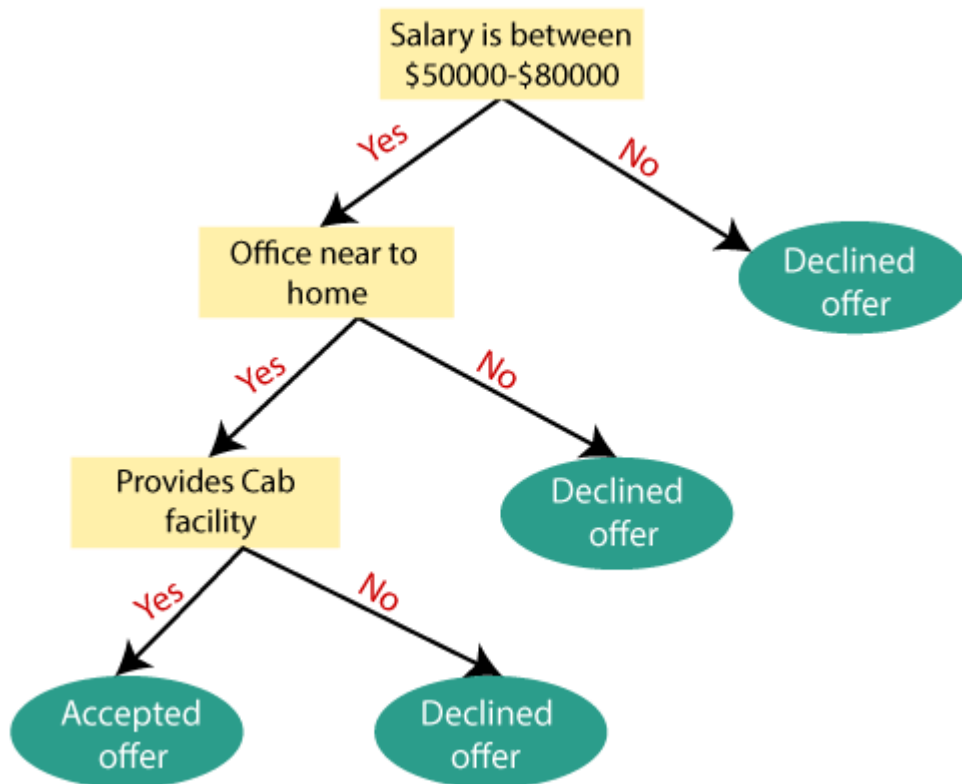 Salary is between
$50000-$80000
Yes
No
Office near to
home
Declined
offer
Yes
No
Provides Cab
facility
Declined
offer
Yes
No
Accepted
offer
Declined
offer